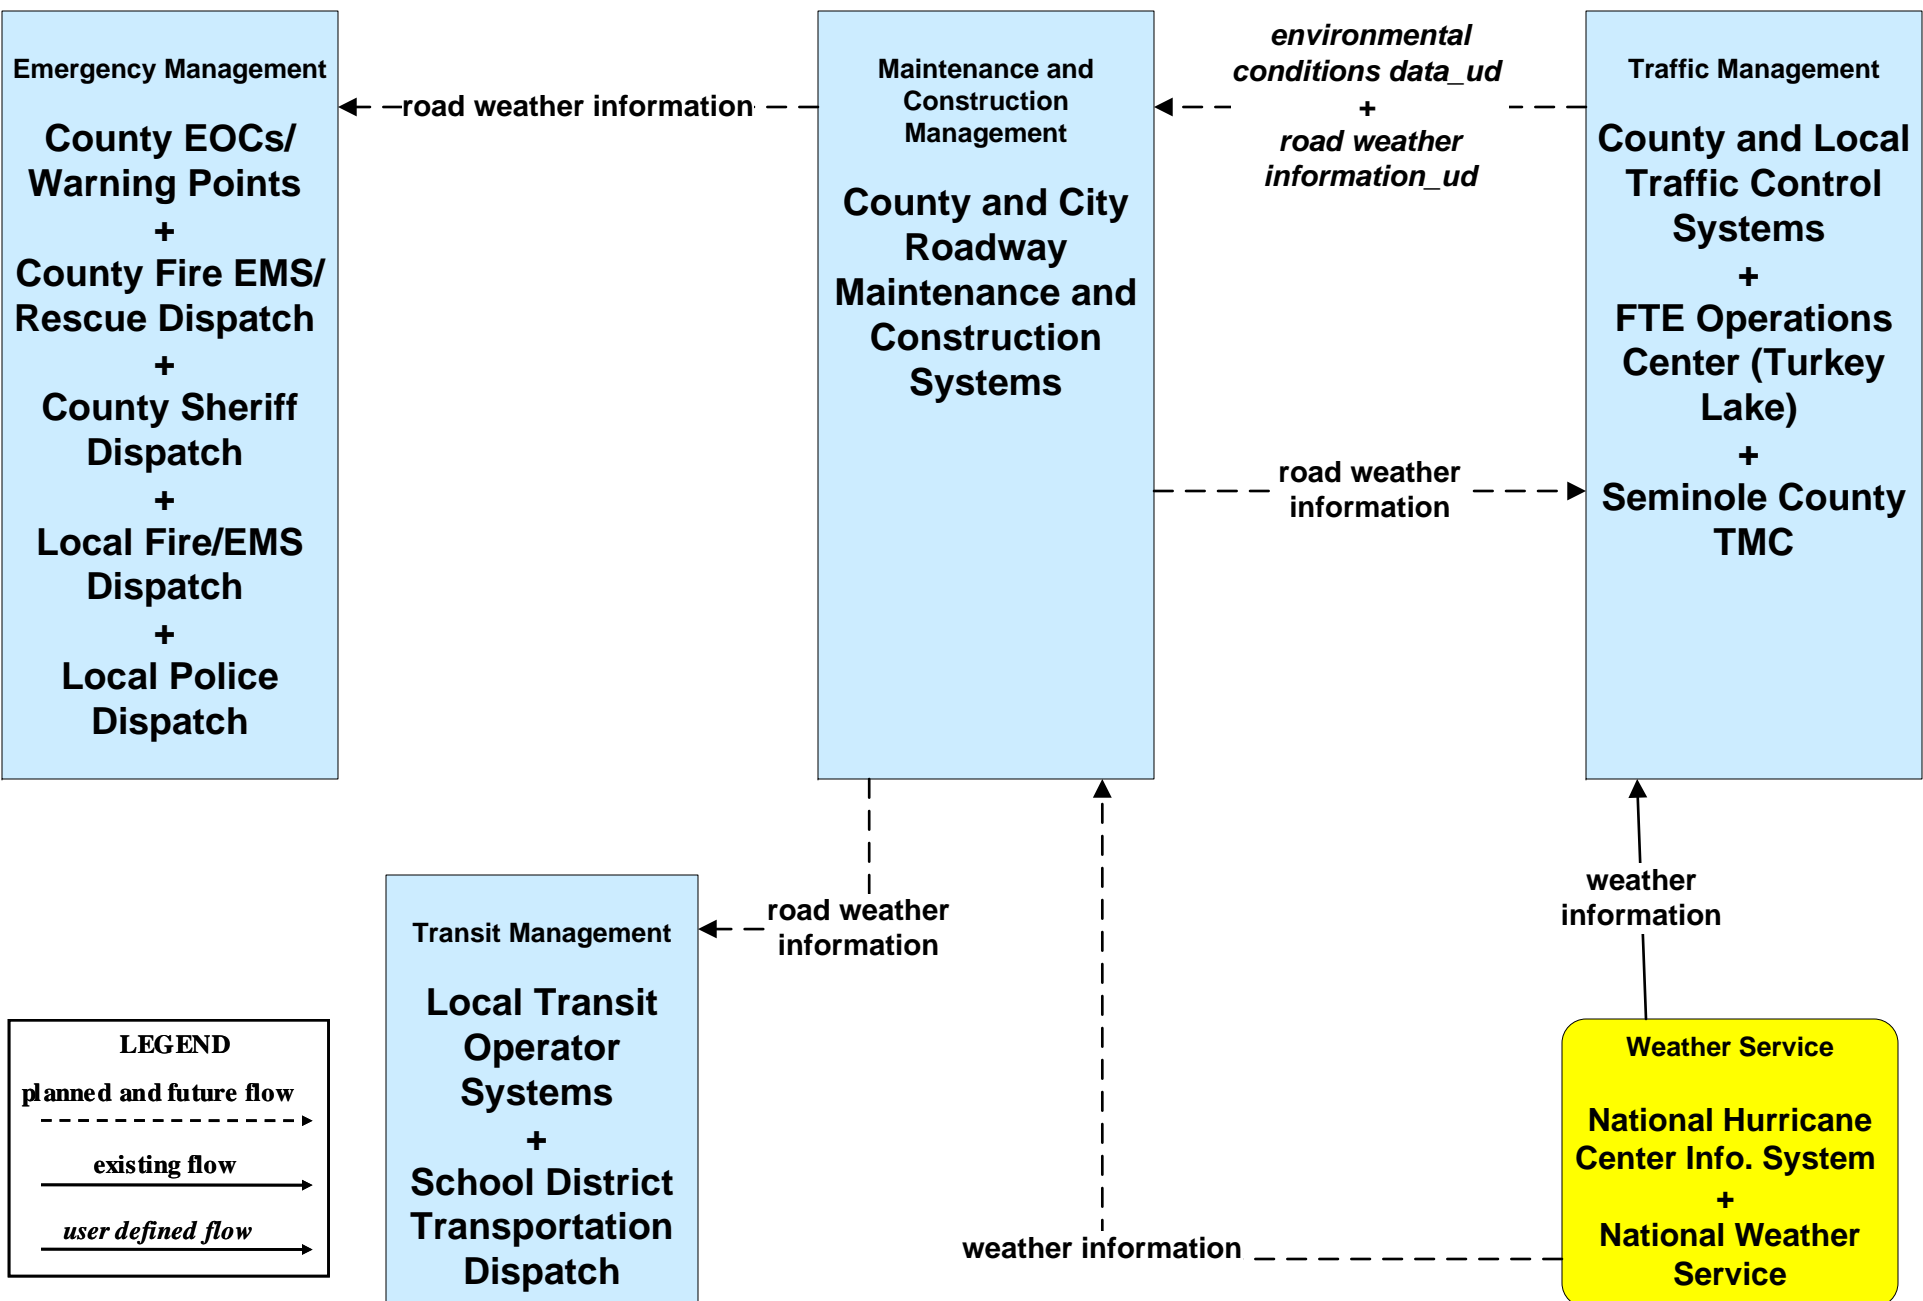 Emergency Management
County EOCs/
Warning Points
+
County Fire EMS/
Rescue Dispatch
+
County Sheriff
Dispatch
+
Local Fire/EMS
Dispatch
+
Local Police
Dispatch
road weather information
Maintenance and
Construction
Management
County and City
Roadway
Maintenance and
Construction
Systems
environmental
conditions data_ud
+
road weather
information_ud
road weather
information
Traffic Management
County and Local
Traffic Control
Systems
+
FTE Operations
Center (Turkey
Lake)
+
Seminole County
TMC
road weather
information
weather
information
Transit Management
Local Transit
Operator
Systems
+
School District
Transportation
Dispatch
weather information
Weather Service
National Hurricane
Center Info. System
+
National Weather
Service
LEGEND
planned and future flow
existing flow
user defined flow